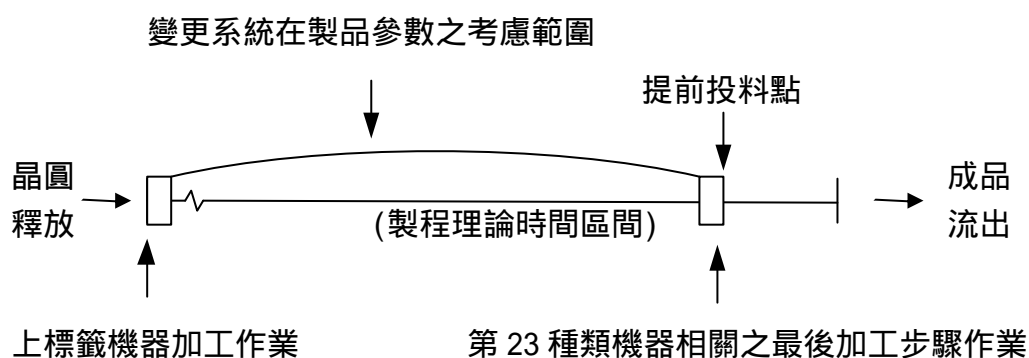 變更系統在製品參數之考慮範圍
提前投料點
晶圓
釋放
成品
流出
(製程理論時間區間)
上標籤機器加工作業
第 23 種類機器相關之最後加工步驟作業